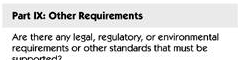 Part IX: Other Requirements
Are there any legal, regulatory, or environmental
requirements or other standards that must be
supported?